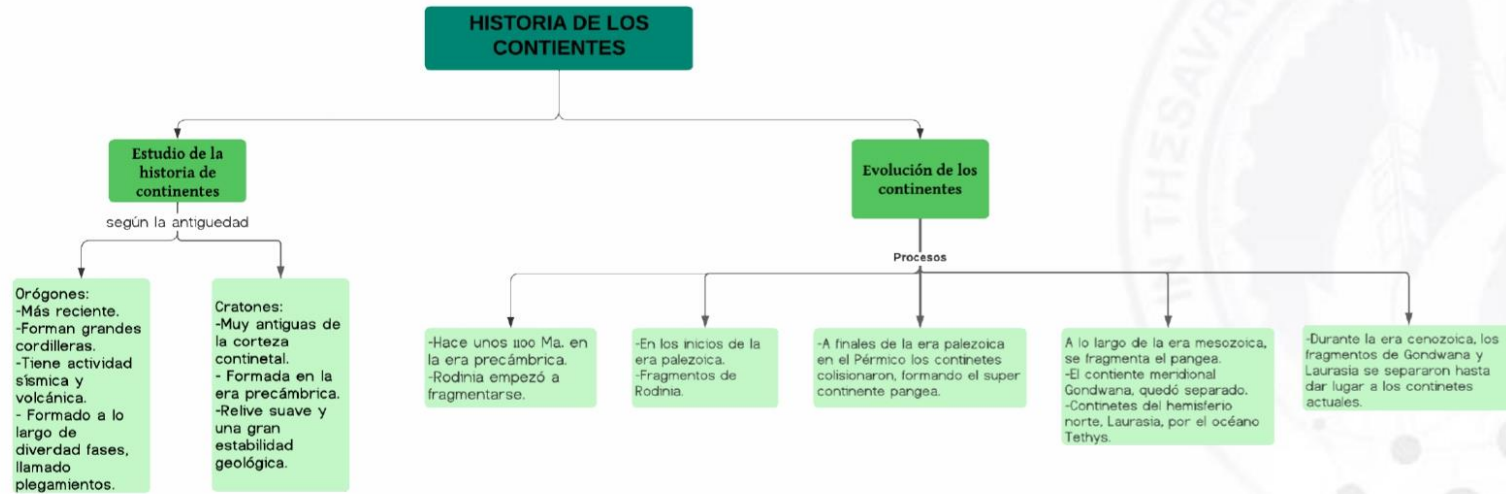 HISTORIA DE LOS
CONTIENTES
Estudio de la
historia de
continentes
según la antiguedad
Orógones:
-Más reciente.
-Forman grandes
cordilleras.
-Tiene actividad
sísmica y
volcánica.
- Formado a lo
largo de
diverdad fases,
llamado
plegamientos.
Cratones:
-Muy antiguas de
la corteza
continetal.
- Formada en la
era precámbrica.
-Relive suave y
una gran
estabilidad
geológica.
Evolución de los
continentes
Procesos
-Hace unos 1100 Ma. en
la era precámbrica.
-Rodinia empezó a
fragmentarse.
-En los inicios de la
era palezoica.
-Fragmentos de
Rodinia.
-A finales de la era palezoica
en el Pérmico los continetes
colisionaron, formando el super
continente pangea.
A lo largo de la era mesozoica,
se fragmenta el pangea.
-El contiente meridional
Gondwana, quedó separado.
-Continetes del hemisferio
norte, Laurasia, por el océano
Tethys.
-Durante la era cenozoica, los
fragmentos de Gondwana y
Laurasia se separaron hasta
dar lugar a los continetes
actuales.
IN THESAVRI